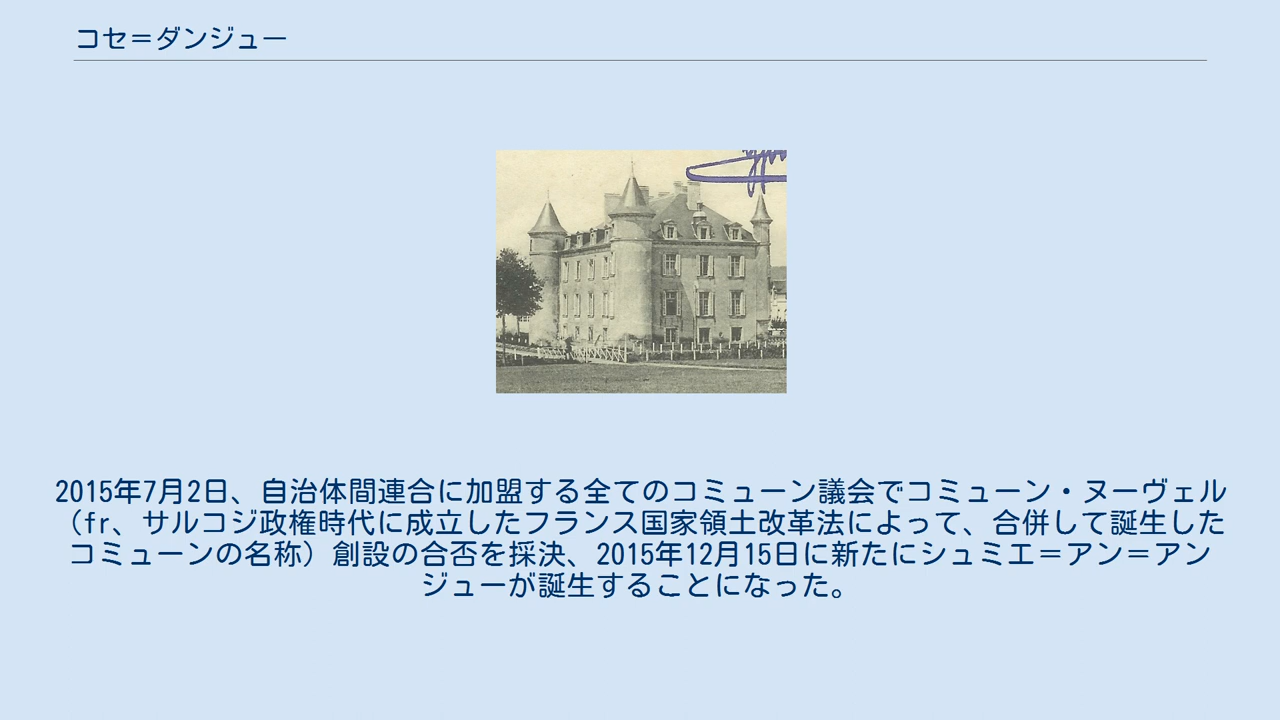 コセ＝ダンジュー
2015年7月2日、自治体間連合に加盟する全てのコミューン議会でコミューン・ヌーヴェル
（fr、サルコジ政権時代に成立したフランス国家領土改革法によって、合併して誕生した
コミューンの名称）創設の合否を採決、2015年12月15日に新たにシュミエ＝アン＝アン
ジューが誕生することになった。